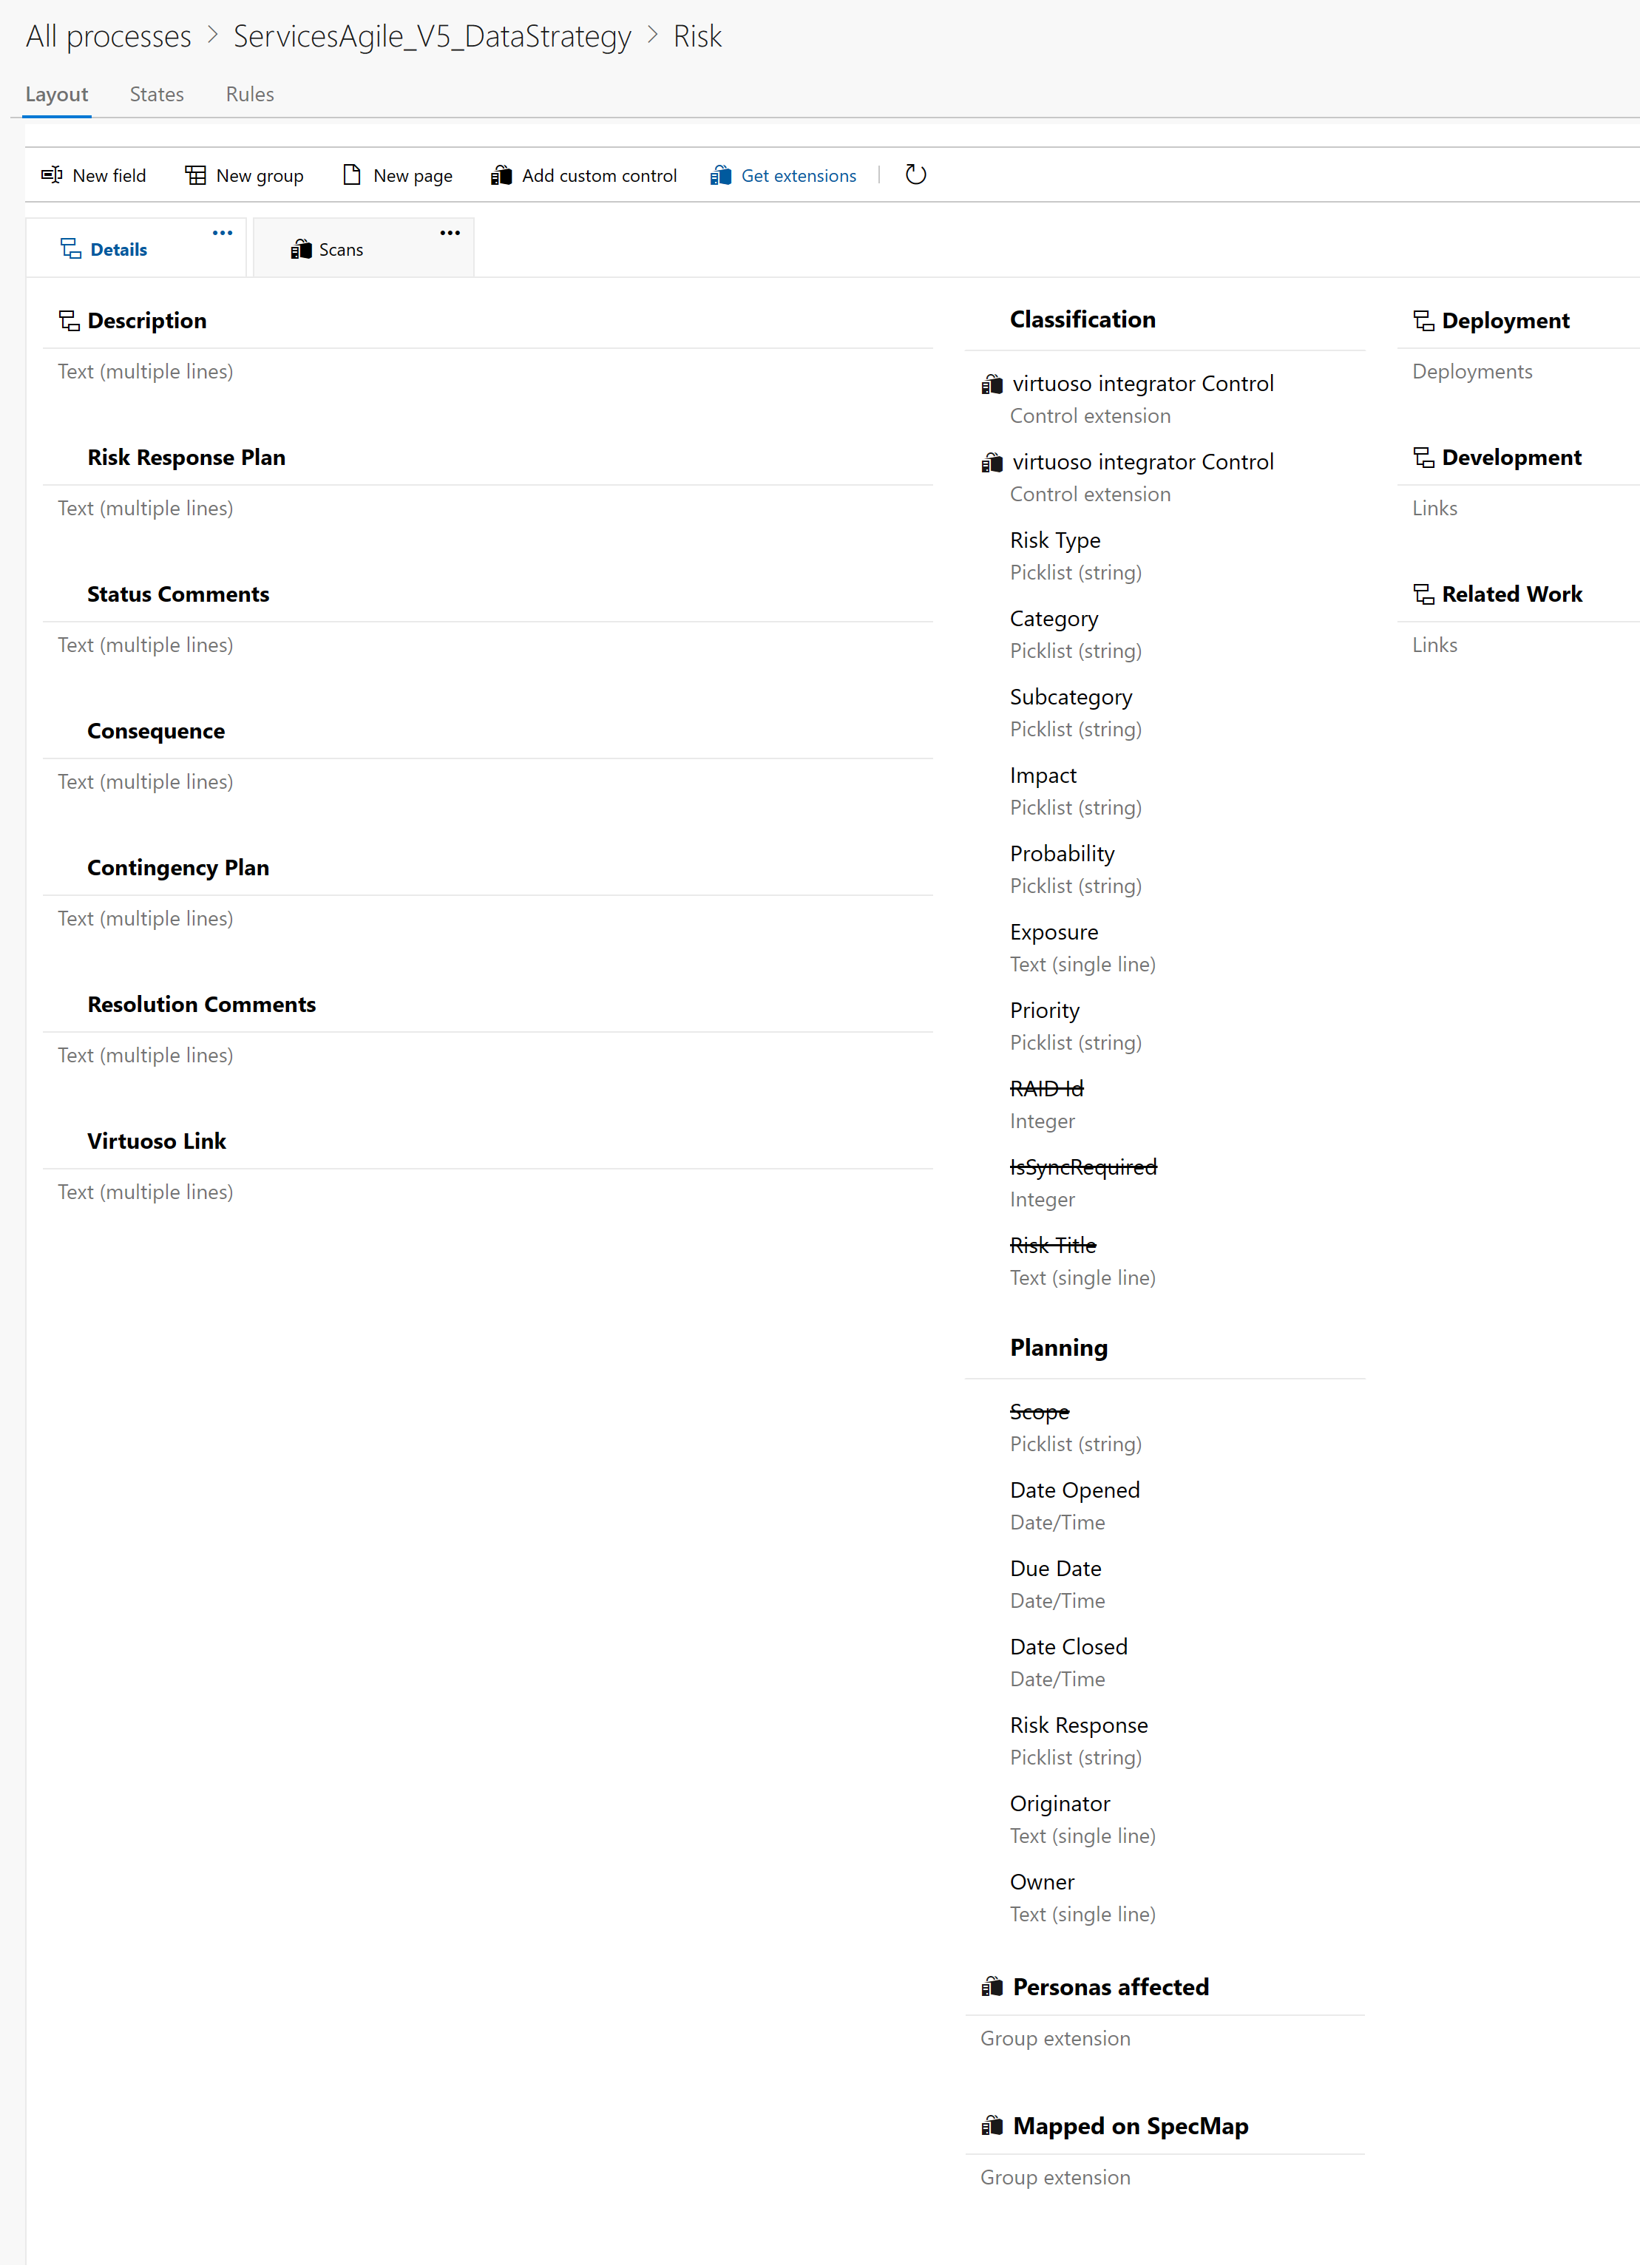 All processes > ServicesAgile_V5_DataStrategy > Risk
Layout States Rules
New field New group New page Add custom control Get extensions
Details ... Scans ...
Description
Text (multiple lines)
Risk Response Plan
Text (multiple lines)
Status Comments
Text (multiple lines)
Consequence
Text (multiple lines)
Contingency Plan
Text (multiple lines)
Resolution Comments
Text (multiple lines)
Virtuoso Link
Text (multiple lines)
Classification
virtuoso integrator Control
Control extension
virtuoso integrator Control
Control extension
Risk Type
Picklist (string)
Category
Picklist (string)
Subcategory
Picklist (string)
Impact
Picklist (string)
Probability
Picklist (string)
Exposure
Text (single line)
Priority
Picklist (string)
RAID Id
Integer
IsSyncRequired
Integer
Risk Title
Text (single line)
Planning
Scope
Picklist (string)
Date Opened
Date/Time
Due Date
Date/Time
Date Closed
Date/Time
Risk Response
Picklist (string)
Originator
Text (single line)
Owner
Text (single line)
Personas affected
Group extension
Mapped on SpecMap
Group extension
Deployment
Deployments
Development
Links
Related Work
Links